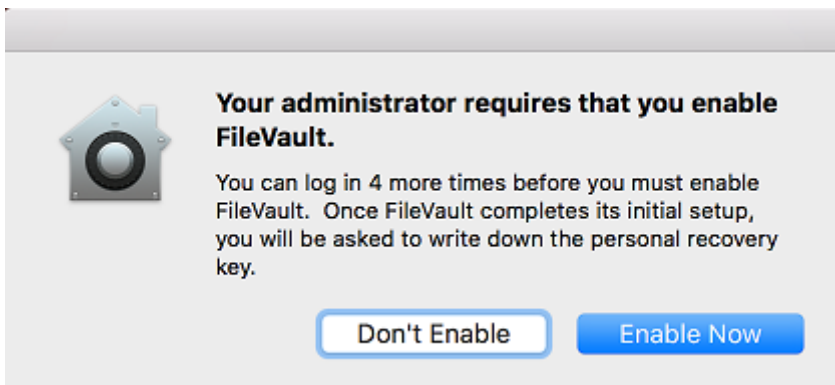 Your administrator requires that you enable
FileVault.
You can log in 4 more times before you must enable
FileVault.  Once FileVault completes its initial setup,
you will be asked to write down the personal recovery
key.
Don't Enable
Enable Now